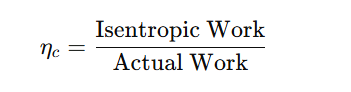 η_c = Isentropic Work / Actual Work